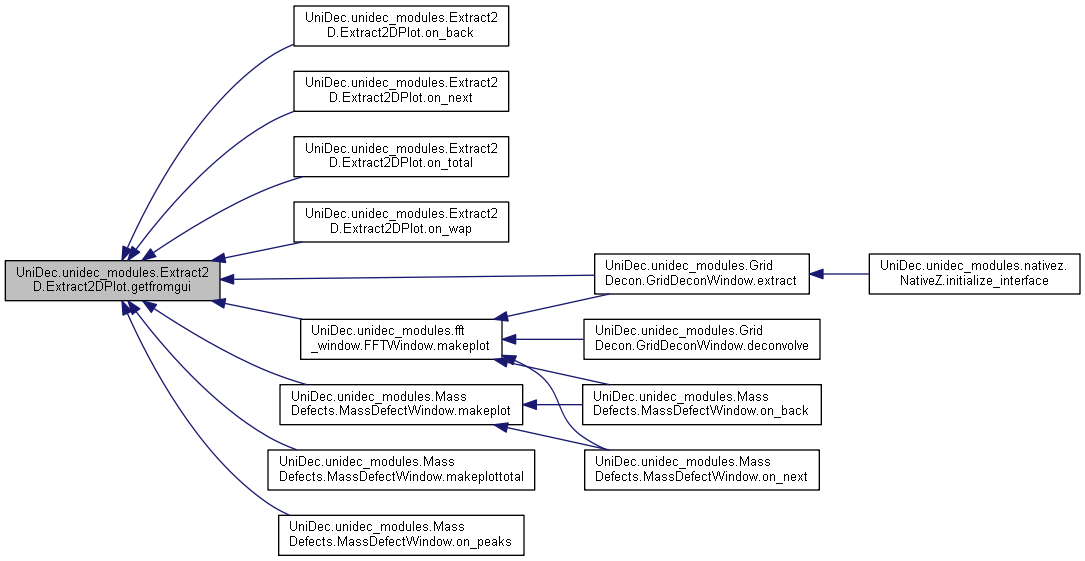 UniDec.unidec_modules.Extract2
D.Extract2DPlot.on_back
UniDec.unidec_modules.Extract2
D.Extract2DPlot.on_next
UniDec.unidec_modules.Extract2
D.Extract2DPlot.on_total
UniDec.unidec_modules.Extract2
D.Extract2DPlot.on_wap
UniDec.unidec_modules.Extract2
D.Extract2DPlot.getfromgui
UniDec.unidec_modules.Grid
Decon.GridDeconWindow.extract
UniDec.unidec_modules.nativez.
NativeZ.initialize_interface
UniDec.unidec_modules.fft
_window.FFTWindow.makeplot
UniDec.unidec_modules.Grid
Decon.GridDeconWindow.deconvolve
UniDec.unidec_modules.Mass
Defects.MassDefectWindow.makeplot
UniDec.unidec_modules.Mass
Defects.MassDefectWindow.on_back
UniDec.unidec_modules.Mass
Defects.MassDefectWindow.makeplottotal
UniDec.unidec_modules.Mass
Defects.MassDefectWindow.on_next
UniDec.unidec_modules.Mass
Defects.MassDefectWindow.on_peaks